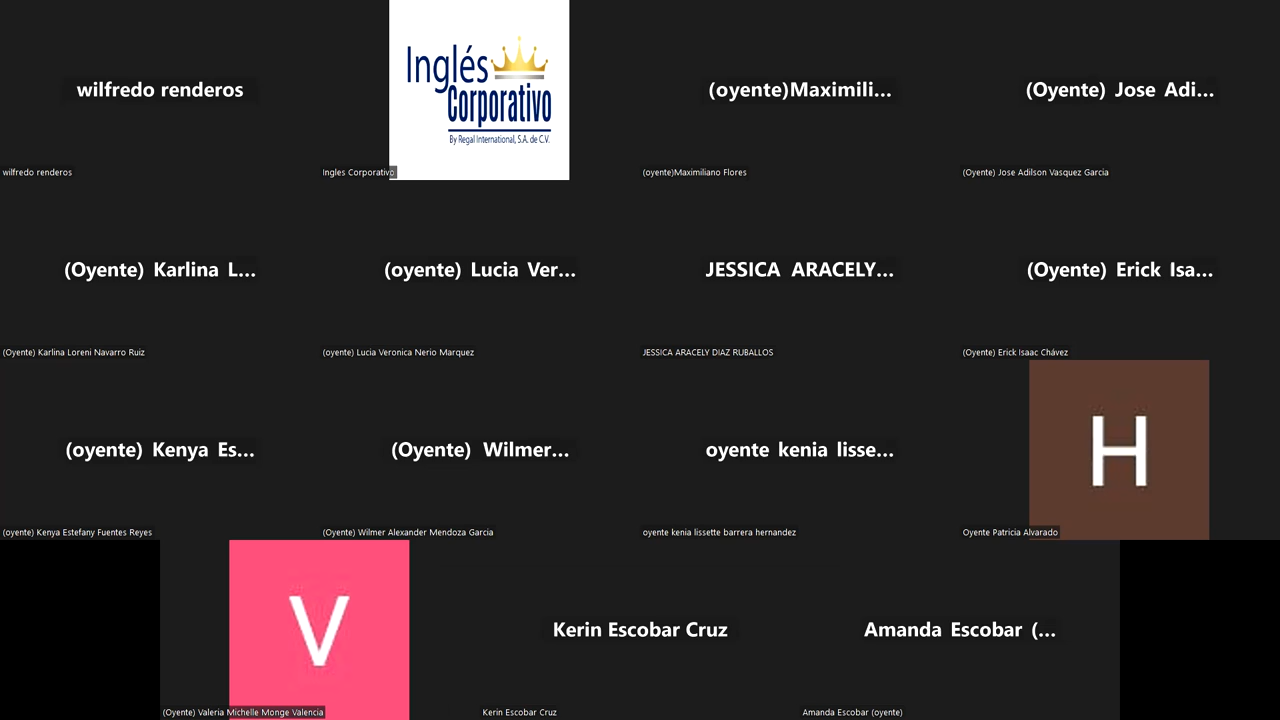 wilfredo renderos
wilfredo renderos
Inglés
Corporativo
By Regal International, S.A. de C.V.
Ingles Corporativo
(oyente)Maximili...
(oyente)Maximiliano Flores
(Oyente) Jose Adi...
(Oyente) Jose Adilson Vasquez Garcia
(Oyente) Karlina L...
(Oyente) Karlina Loreni Navarro Ruiz
(oyente) Lucia Ver...
(oyente) Lucia Veronica Nerio Marquez
JESSICA ARACELY...
JESSICA ARACELY DIAZ RUBALLOS
(Oyente) Erick Isa...
(Oyente) Erick Isaac Chávez
(oyente) Kenya Es...
(oyente) Kenya Estefany Fuentes Reyes
(Oyente) Wilmer...
(Oyente) Wilmer Alexander Mendoza Garcia
oyente kenia lisse...
oyente kenia lissette barrera hernandez
H
Oyente Patricia Alvarado
V
(Oyente) Valeria Michelle Monge Valencia
Kerin Escobar Cruz
Kerin Escobar Cruz
Amanda Escobar (...
Amanda Escobar (oyente)